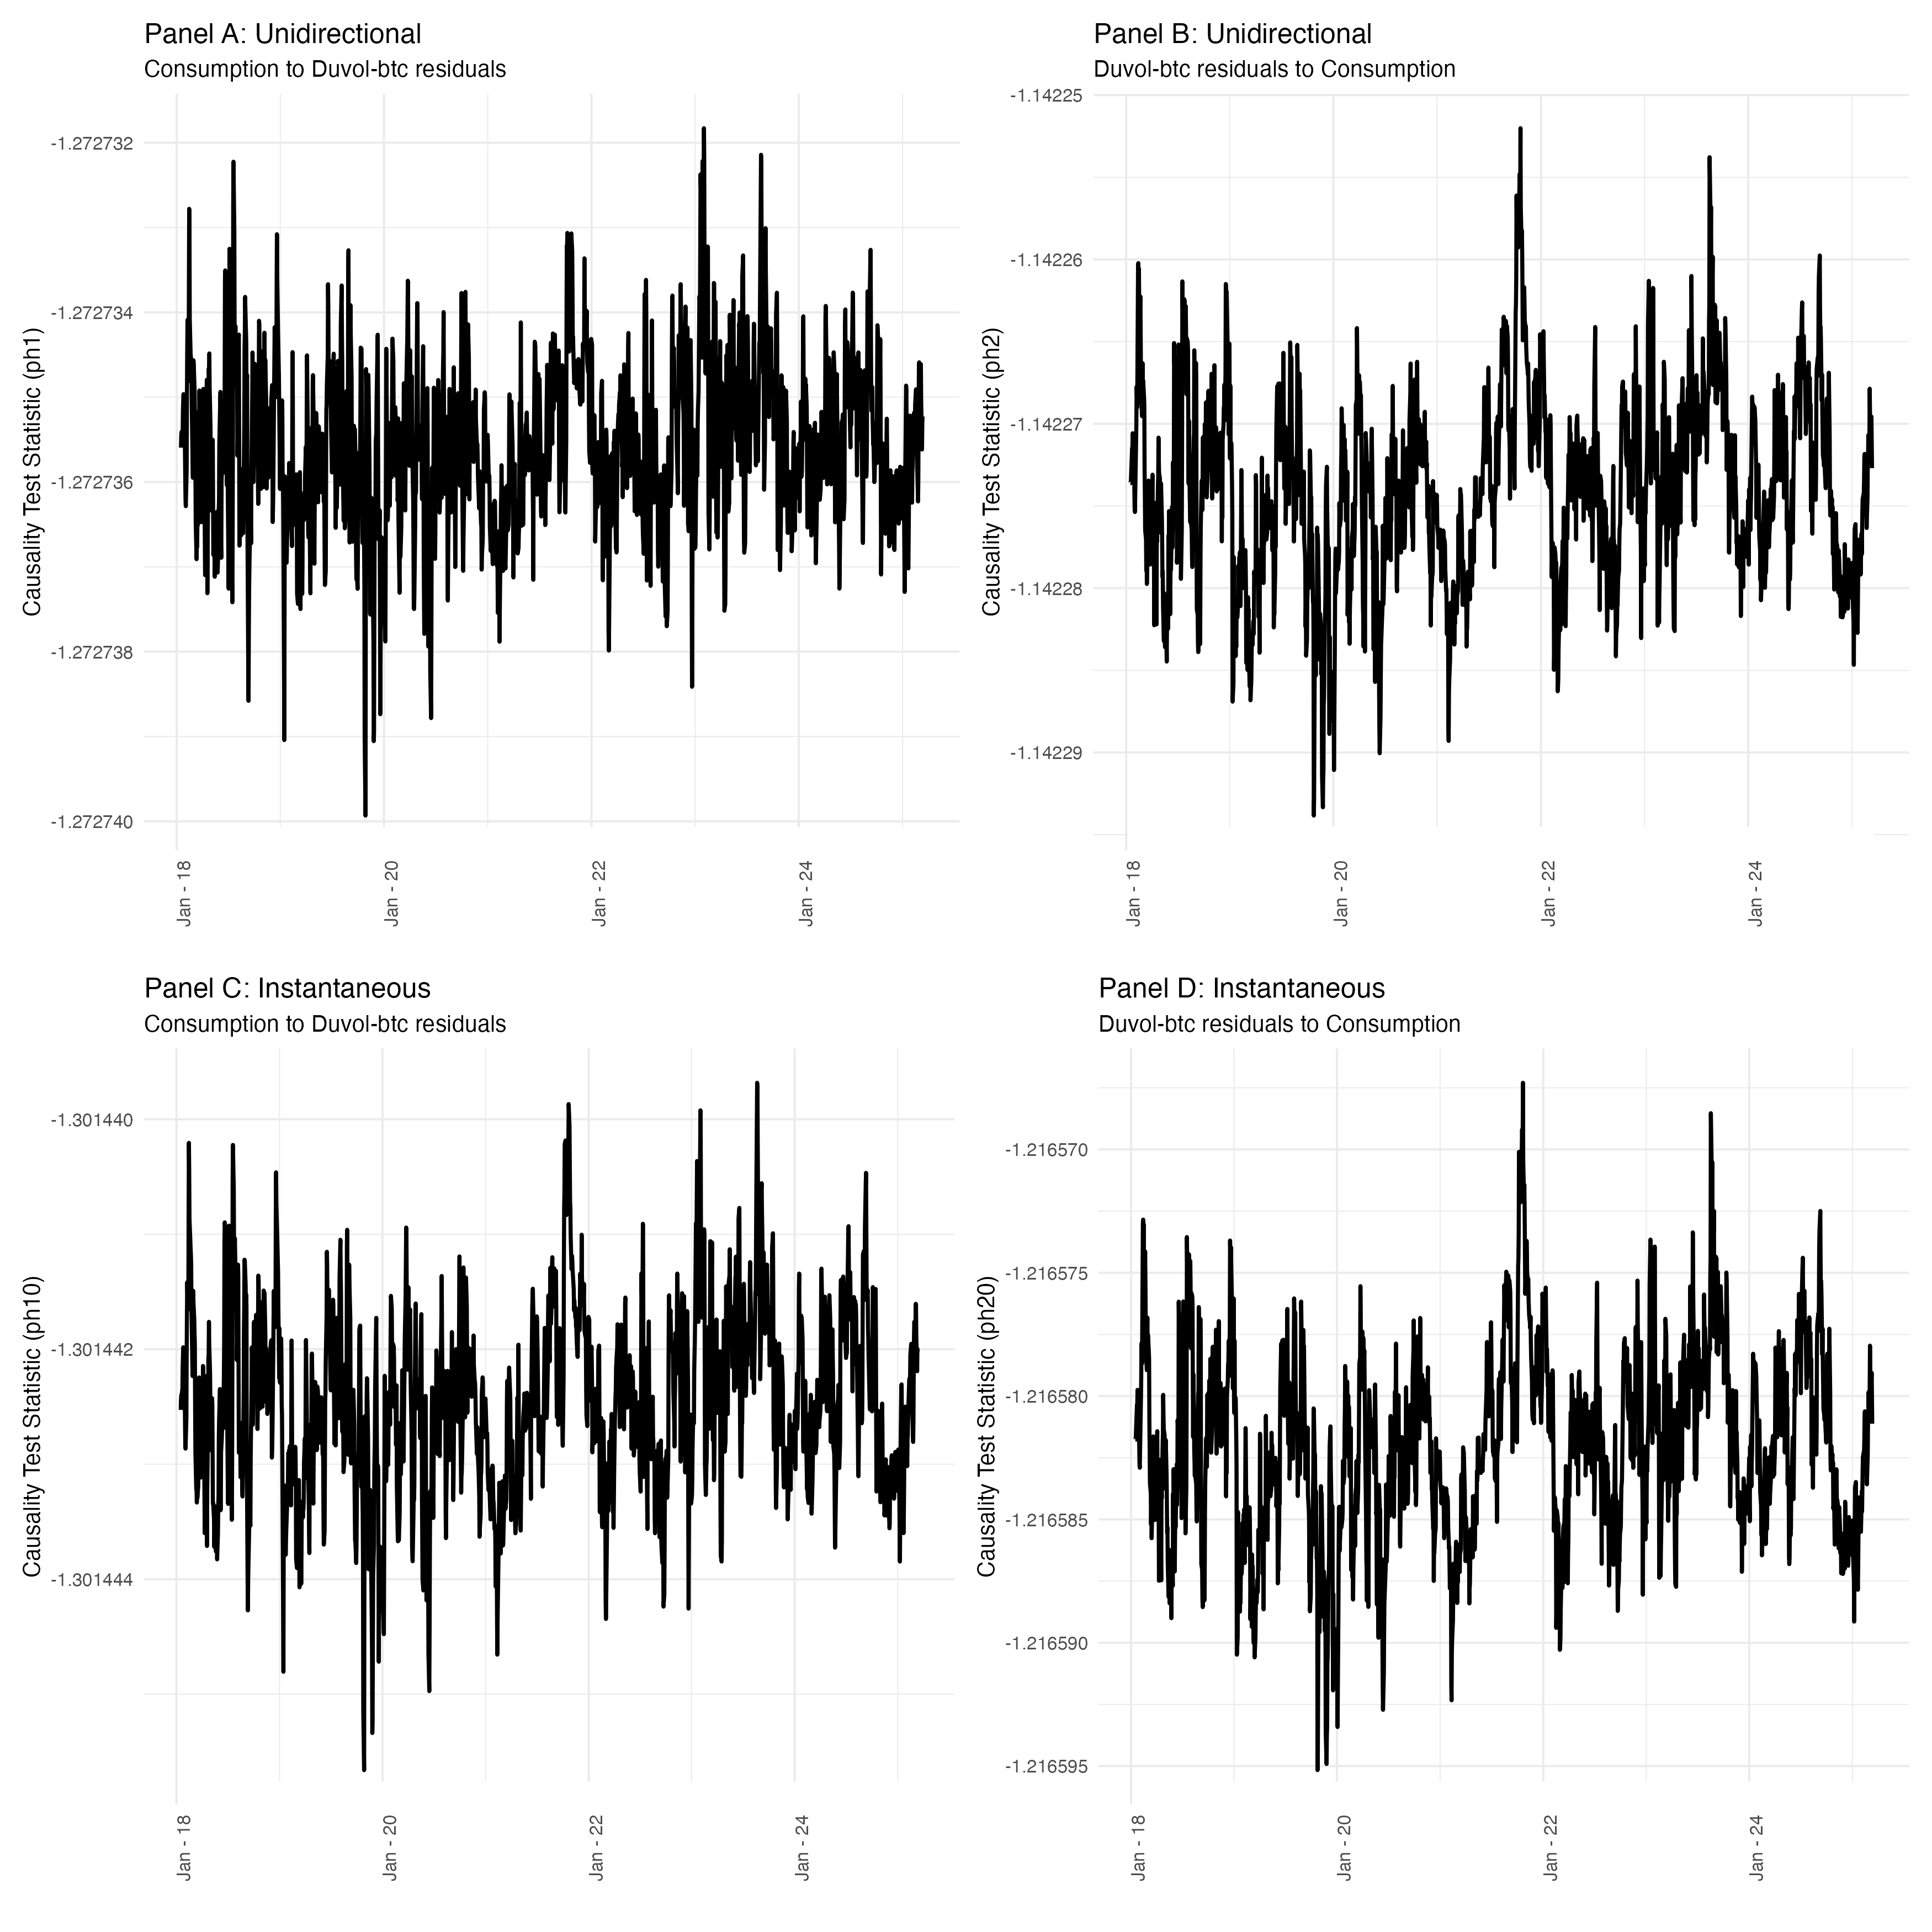 Panel A: Unidirectional
Consumption to Duvol-btc residuals
Causality Test Statistic (ph1)
-1.272732
-1.272734
-1.272736
-1.272738
-1.272740
Jan - 18
Jan - 20
Jan - 22
Jan - 24
Panel B: Unidirectional
Duvol-btc residuals to Consumption
Causality Test Statistic (ph2)
-1.14225
-1.14226
-1.14227
-1.14228
-1.14229
Jan - 18
Jan - 20
Jan - 22
Jan - 24
Panel C: Instantaneous
Consumption to Duvol-btc residuals
Causality Test Statistic (ph10)
-1.301440
-1.301442
-1.301444
Jan - 18
Jan - 20
Jan - 22
Jan - 24
Panel D: Instantaneous
Duvol-btc residuals to Consumption
Causality Test Statistic (ph20)
-1.216570
-1.216575
-1.216580
-1.216585
-1.216590
-1.216595
Jan - 18
Jan - 20
Jan - 22
Jan - 24